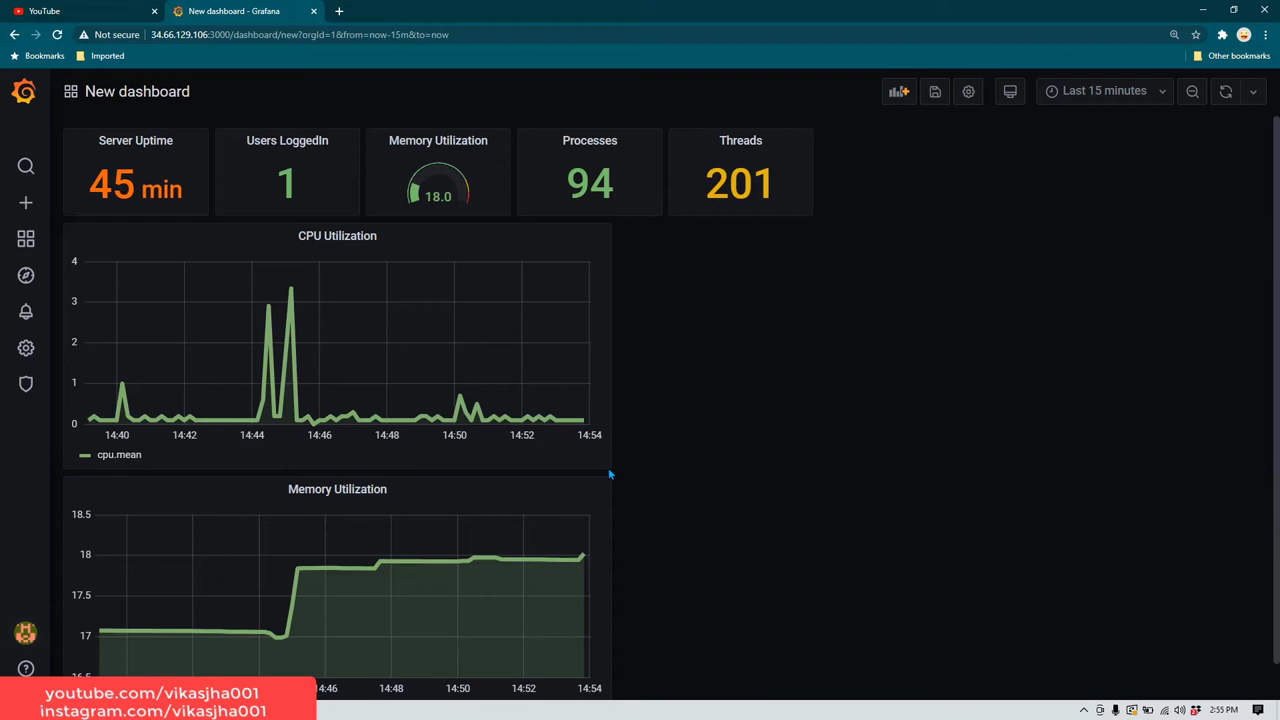 YouTube
New dashboard - Grafana
Not secure 34.66.129.106:3000/dashboard/new?orgId=1&from=now-15m&to=now
Bookmarks Imported Other bookmarks
New dashboard Last 15 minutes
Server Uptime Users LoggedIn Memory Utilization Processes Threads
45 min 1 18.0 94 201
CPU Utilization
4
3
2
1
0
14:40 14:42 14:44 14:46 14:48 14:50 14:52 14:54
cpu.mean
Memory Utilization
18.5
18
17.5
17
14:46 14:48 14:50 14:52 14:54
youtube.com/vikasjha001
instagram.com/vikasjha001
2:55 PM